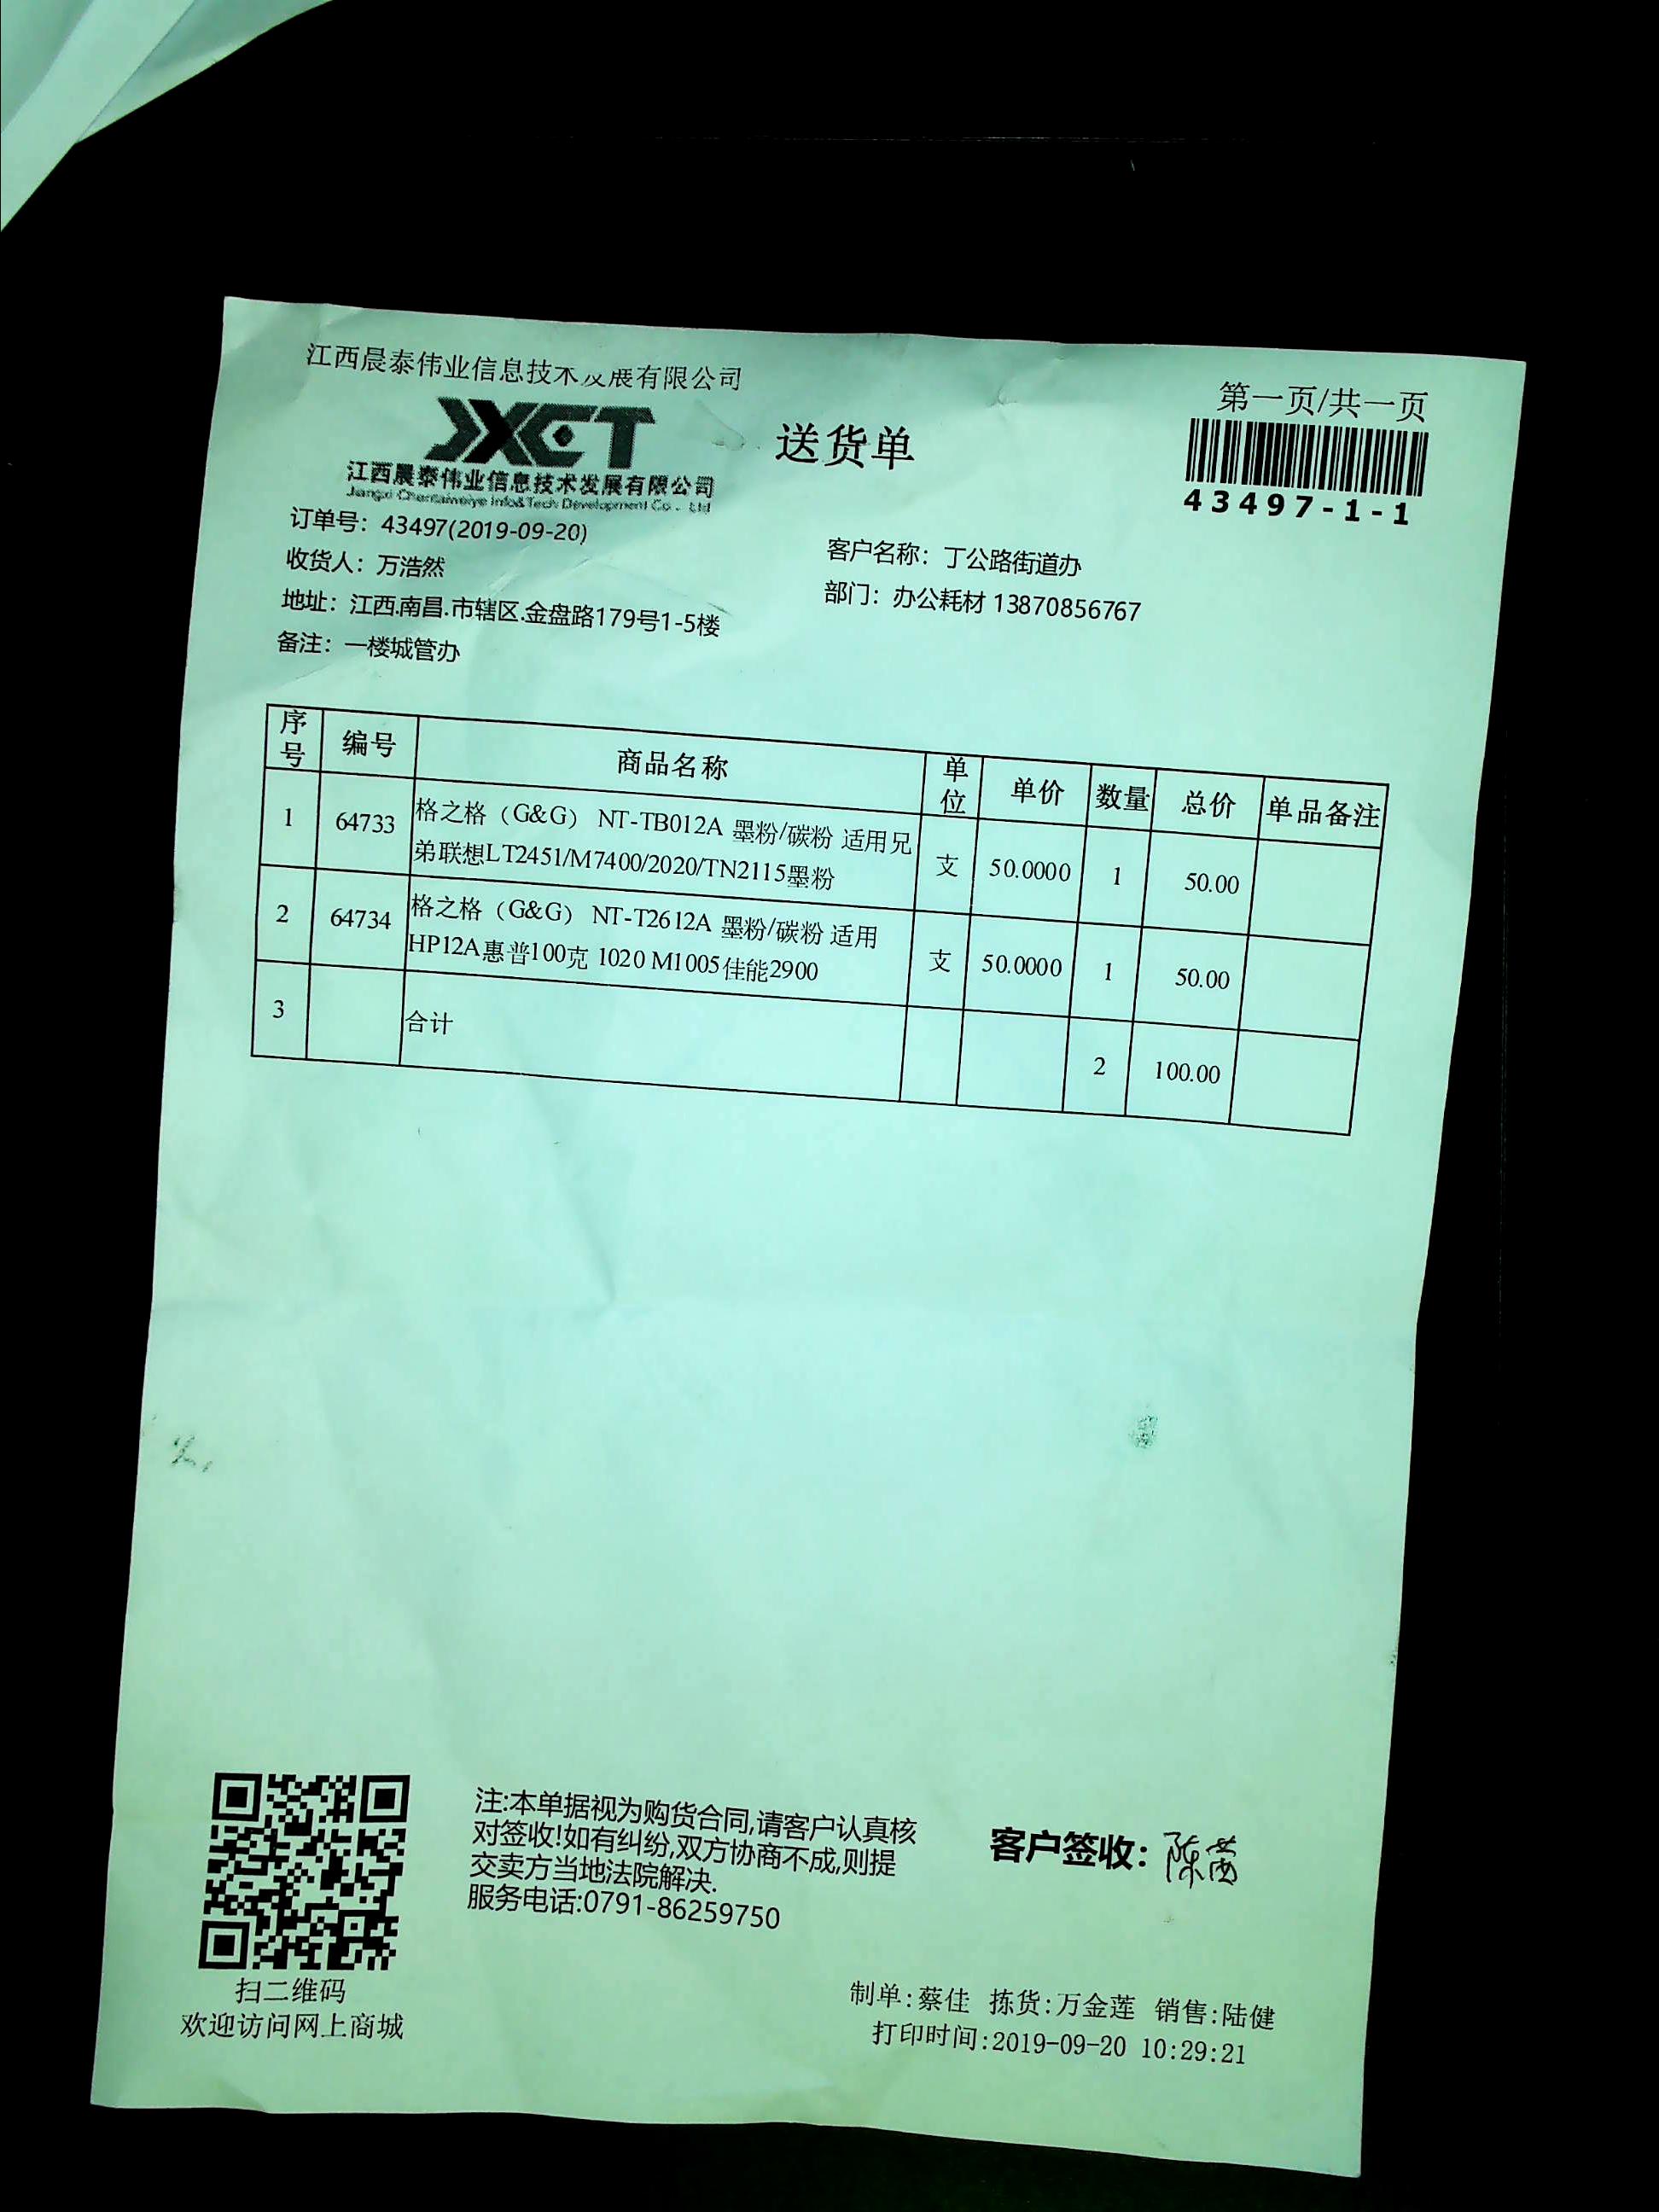 江西晨泰伟业信息技术发展有限公司
第一页/共一页
JXCT
送货单
江西晨泰伟业信息技术发展有限公司
Jiangxi Chentaiweiye Info&Tech Development Co., Ltd
43497-1-1
订单号：43497(2019-09-20)
客户名称：丁公路街道办
收货人：万浩然
部门：办公耗材 13870856767
地址：江西.南昌.市辖区.金盘路179号1-5楼
备注：一楼城管办
序号 编号 商品名称 单位 单价 数量 总价 单品备注
1 64733 格之格（G&G） NT-TB012A 墨粉/碳粉 适用兄 支 50.0000 1 50.00
弟联想LT2451/M7400/2020/TN2115墨粉
2 64734 格之格（G&G） NT-T2612A 墨粉/碳粉 适用 支 50.0000 1 50.00
HP12A惠普100克 1020 M1005佳能2900
3 合计 2 100.00
注:本单据视为购货合同,请客户认真核
对签收!如有纠纷,双方协商不成,则提
交卖方当地法院解决.
服务电话:0791-86259750
客户签收：陈
扫二维码
欢迎访问网上商城
制单:蔡佳 拣货:万金莲 销售:陆健
打印时间:2019-09-20 10:29:21